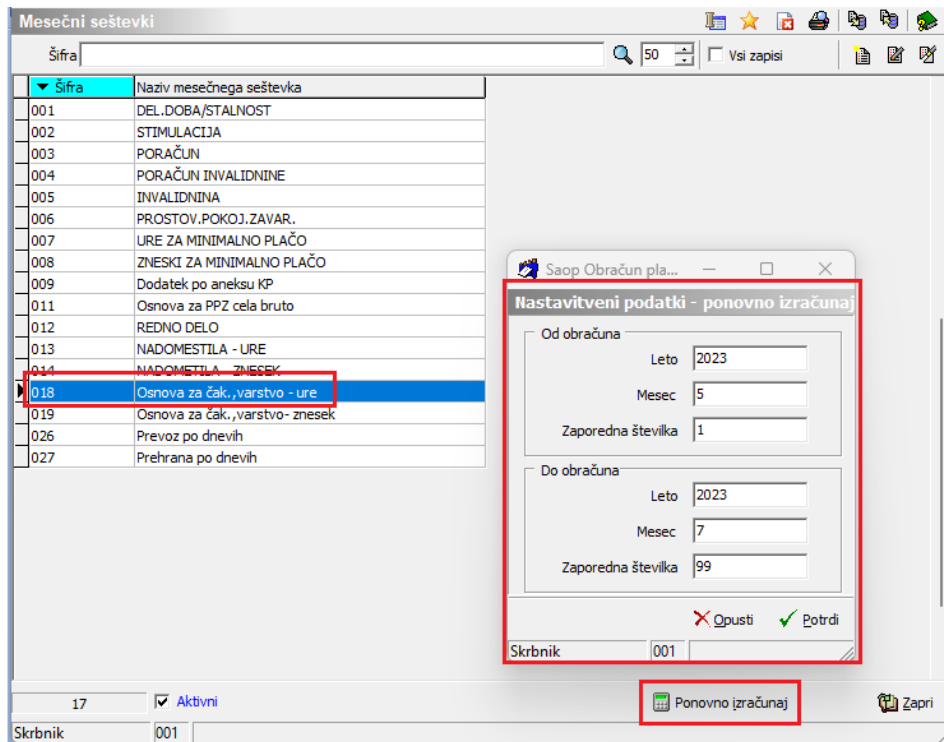 Mesečni seštevki
Šifra 50 Vsi zapisi
Šifra Naziv mesečnega seštevka
001 DEL.DOBA/STALNOST
002 STIMULACIJA
003 PORAČUN
004 PORAČUN INVALIDNINE
005 INVALIDNINA
006 PROSTOV.POKOJ.ZAVAR.
007 URE ZA MINIMALNO PLAČO
008 ZNESKI ZA MINIMALNO PLAČO
009 Dodatek po aneksu KP
011 Osnova za PPZ cela bruto
012 REDNO DELO
013 NADOMESTILA - URE
014 NADOMETILA - ZNESEK
018 Osnova za čak.,varstvo - ure
019 Osnova za čak.,varstvo- znesek
026 Prevoz po dnevih
027 Prehrana po dnevih
Saop Obračun pla...
Nastavitveni podatki - ponovno izračunaj
Od obračuna
Leto 2023
Mesec 5
Zaporedna številka 1
Do obračuna
Leto 2023
Mesec 7
Zaporedna številka 99
Opusti Potrdi
Skrbnik 001
17 Aktivni Ponovno izračunaj Zapri
Skrbnik 001